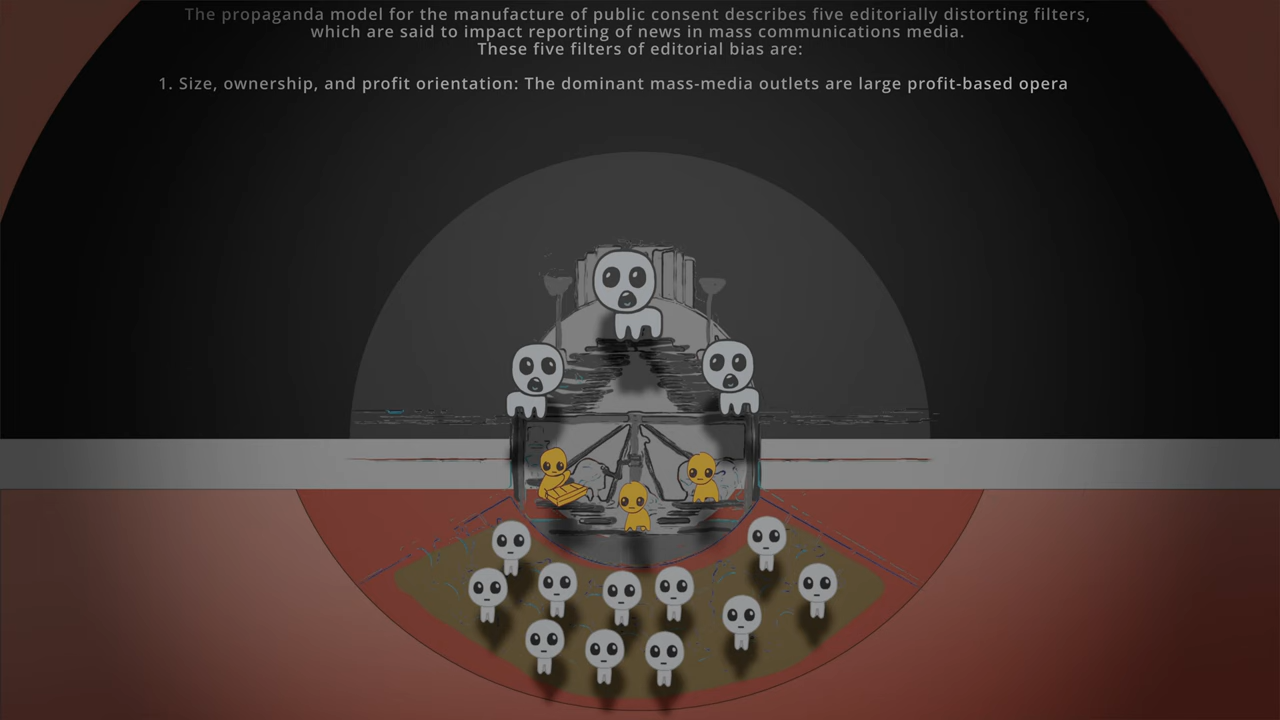 The propaganda model for the manufacture of public consent describes five editorially distorting filters,
which are said to impact reporting of news in mass communications media.
These five filters of editorial bias are:
1. Size, ownership, and profit orientation: The dominant mass-media outlets are large profit-based opera